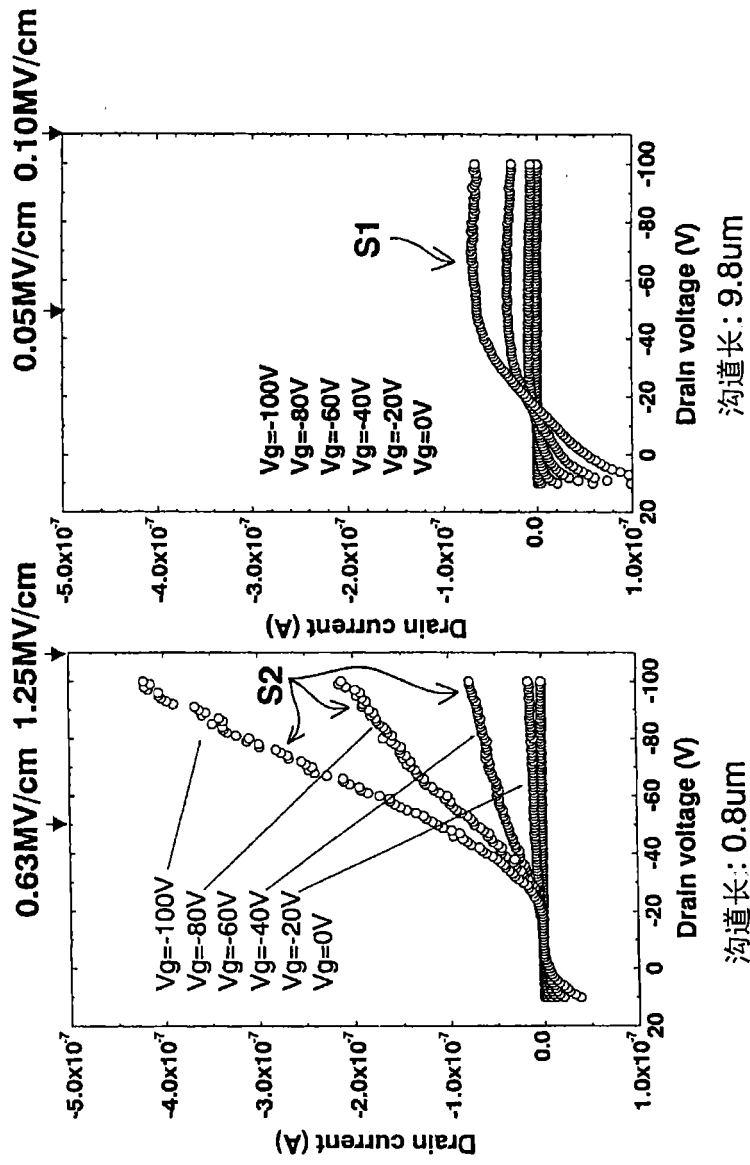 0.63MV/cm 1.25MV/cm
-5.0x10⁻⁷
-4.0x10⁻⁷
-3.0x10⁻⁷
-2.0x10⁻⁷
-1.0x10⁻⁷
0.0
1.0x10⁻⁷
Drain current (A)
Vg=-100V
Vg=-80V
Vg=-60V
Vg=-40V
Vg=-20V
Vg=0V
S2
20 0 -20 -40 -60 -80 -100
Drain voltage (V)
沟道长: 0.8um
0.05MV/cm 0.10MV/cm
-5.0x10⁻⁷
-4.0x10⁻⁷
-3.0x10⁻⁷
-2.0x10⁻⁷
-1.0x10⁻⁷
0.0
1.0x10⁻⁷
Drain current (A)
Vg=-100V
Vg=-80V
Vg=-60V
Vg=-40V
Vg=-20V
Vg=0V
S1
20 0 -20 -40 -60 -80 -100
Drain voltage (V)
沟道长: 9.8um